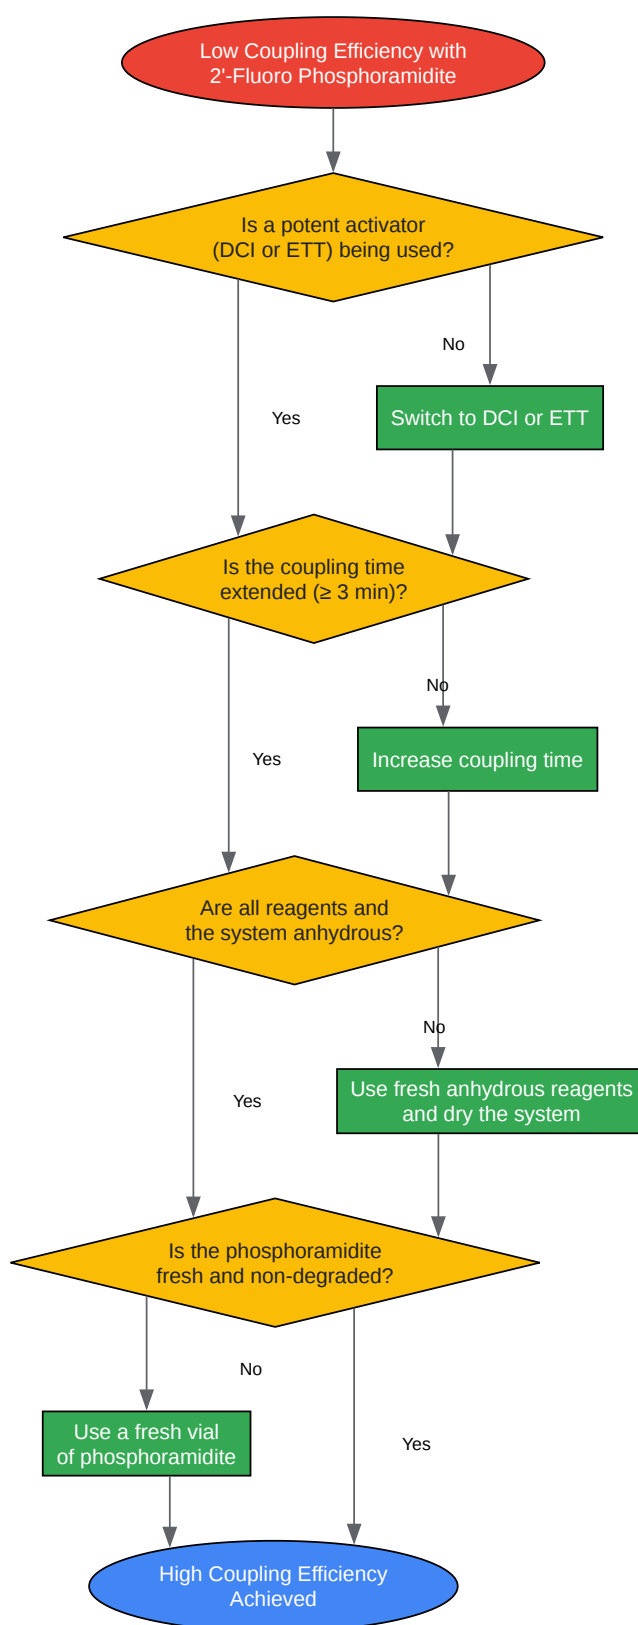 Low Coupling Efficiency with
2'-Fluoro Phosphoramidite
Is a potent activator
(DCI or ETT) being used?
No
Yes
Switch to DCI or ETT
Is the coupling time
extended (≥ 3 min)?
No
Yes
Increase coupling time
Are all reagents and
the system anhydrous?
No
Yes
Use fresh anhydrous reagents
and dry the system
Is the phosphoramidite
fresh and non-degraded?
No
Use a fresh vial
of phosphoramidite
Yes
High Coupling Efficiency
Achieved